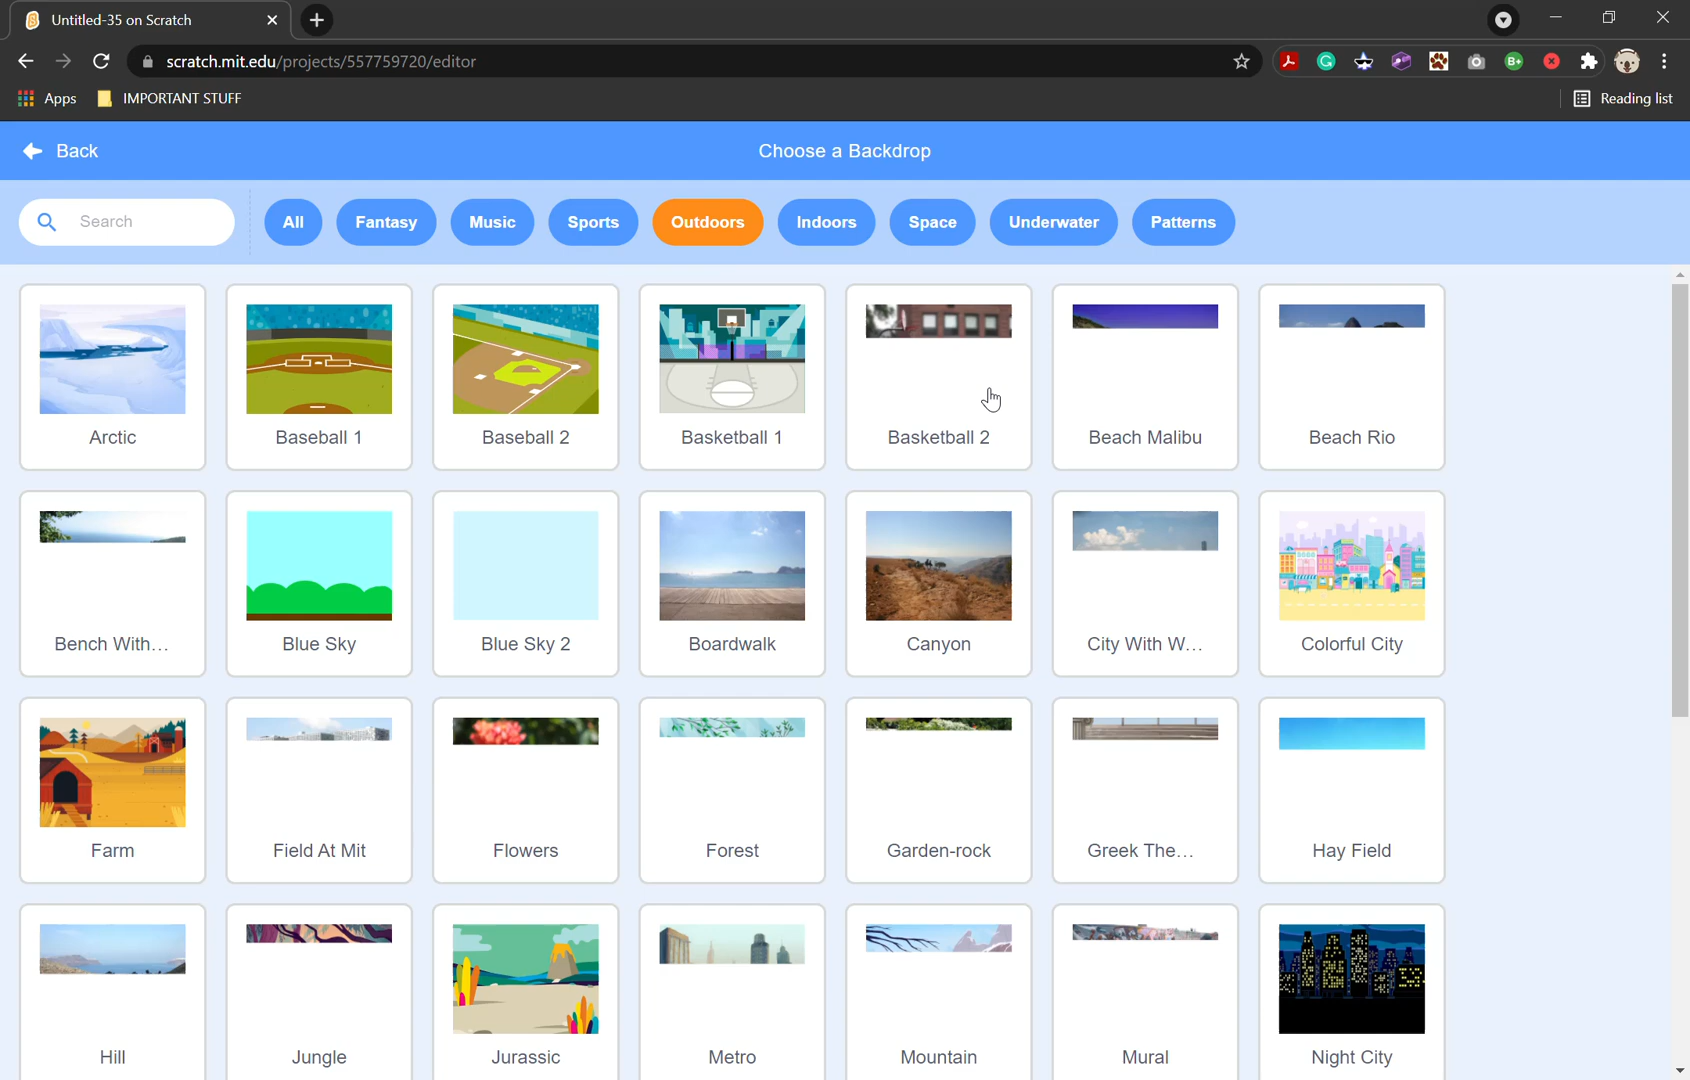 Untitled-35 on Scratch
scratch.mit.edu/projects/557759720/editor
B+
Apps
IMPORTANT STUFF
Reading list
Back
Choose a Backdrop
Search
All
Fantasy
Music
Sports
Outdoors
Indoors
Space
Underwater
Patterns
Arctic
Baseball 1
Baseball 2
Basketball 1
Basketball 2
Beach Malibu
Beach Rio
Bench With...
Blue Sky
Blue Sky 2
Boardwalk
Canyon
City With W...
Colorful City
Farm
Field At Mit
Flowers
Forest
Garden-rock
Greek The...
Hay Field
Hill
Jungle
Jurassic
Metro
Mountain
Mural
Night City